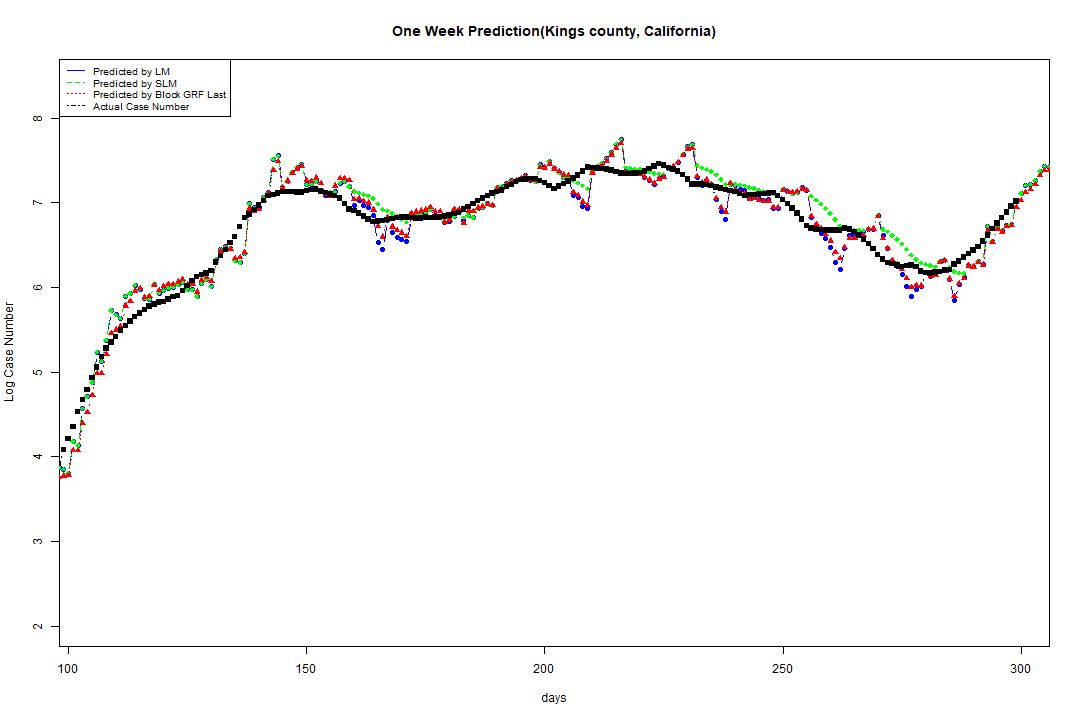 One Week Prediction(Kings county, California)
Predicted by LM
Predicted by SLM
Predicted by Block GRF Last
Actual Case Number
8
7
6
5
4
3
2
Log Case Number
100 150 200 250 300
days